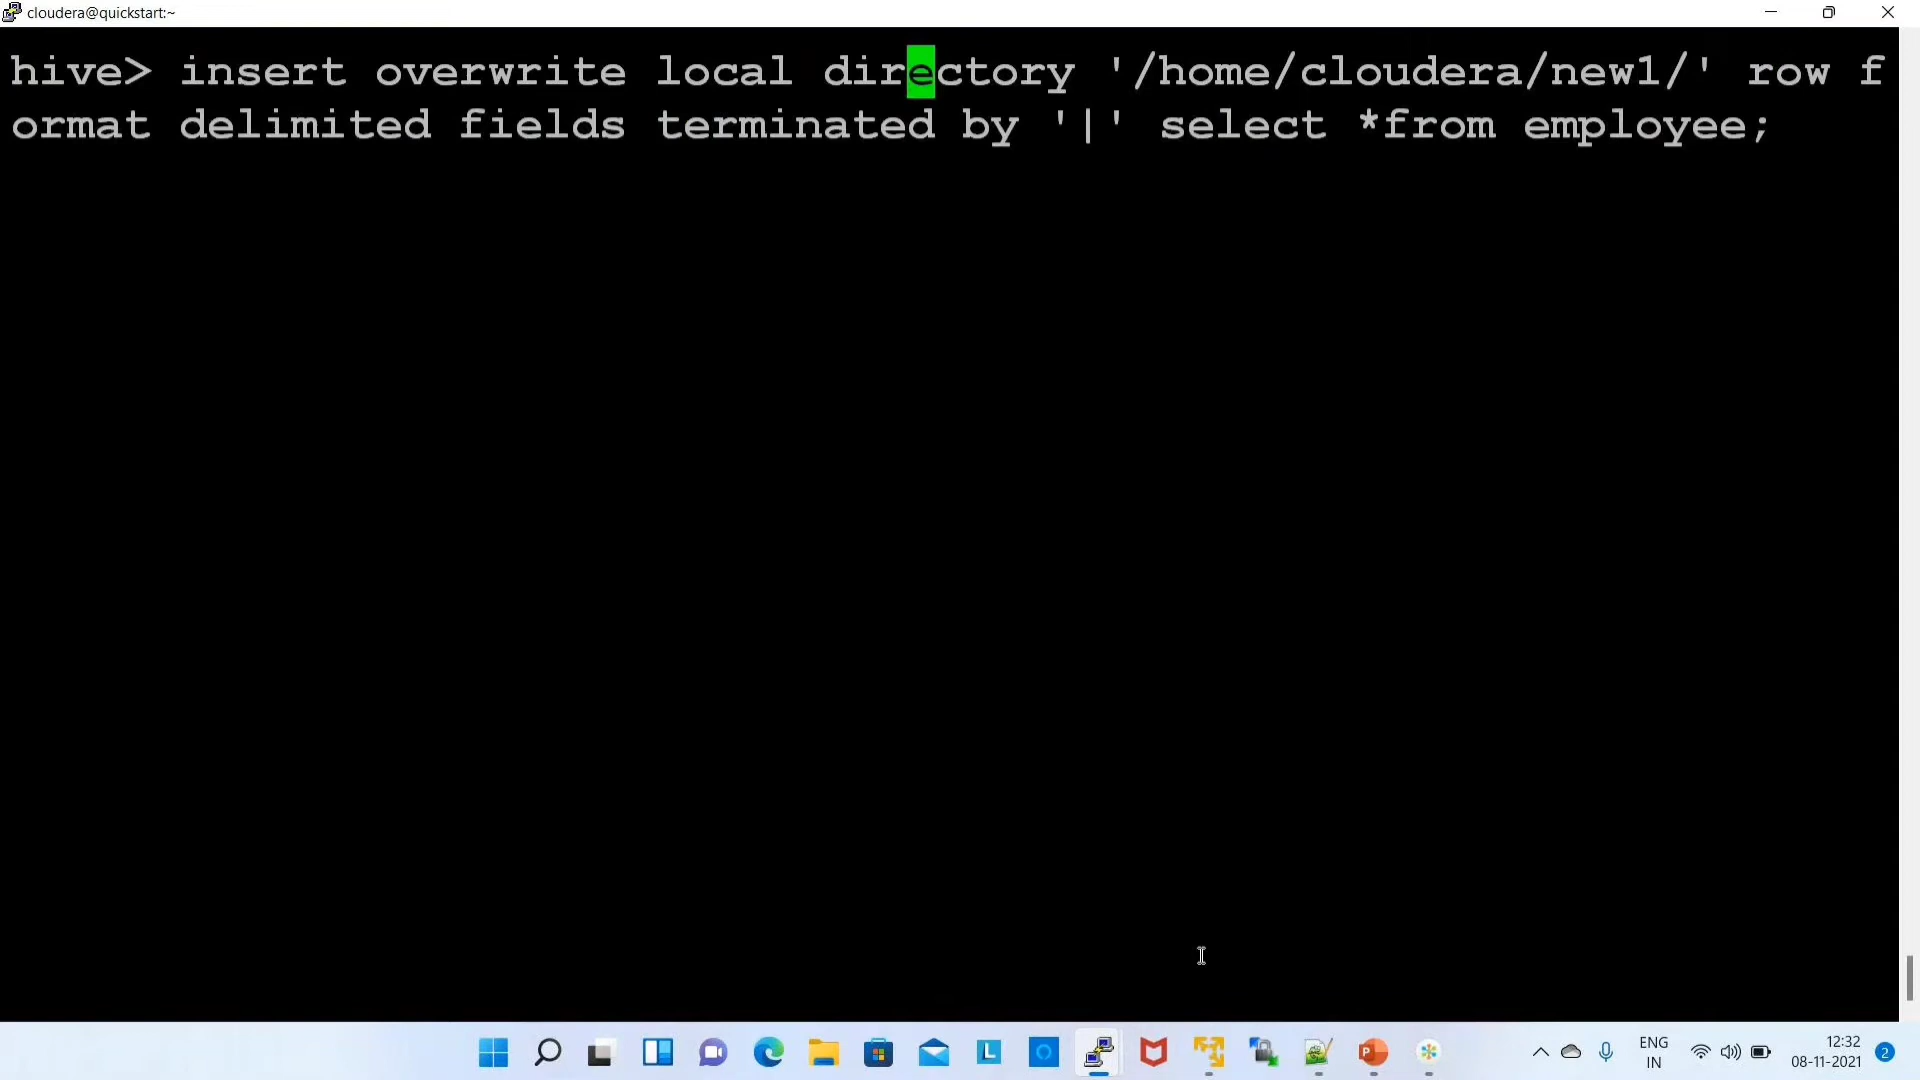 cloudera@quickstart:~
hive> insert overwrite local directory '/home/cloudera/new1/' row f
ormat delimited fields terminated by '|' select *from employee;
ENG
IN
12:32
08-11-2021
2